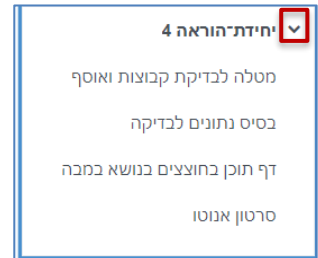 יחידת־הוראה 4
מטלה לבדיקת קבוצות ואוסף
בסיס נתונים לבדיקה
דף תוכן בחוצצים בנושא במבה
סרטון אנוטו